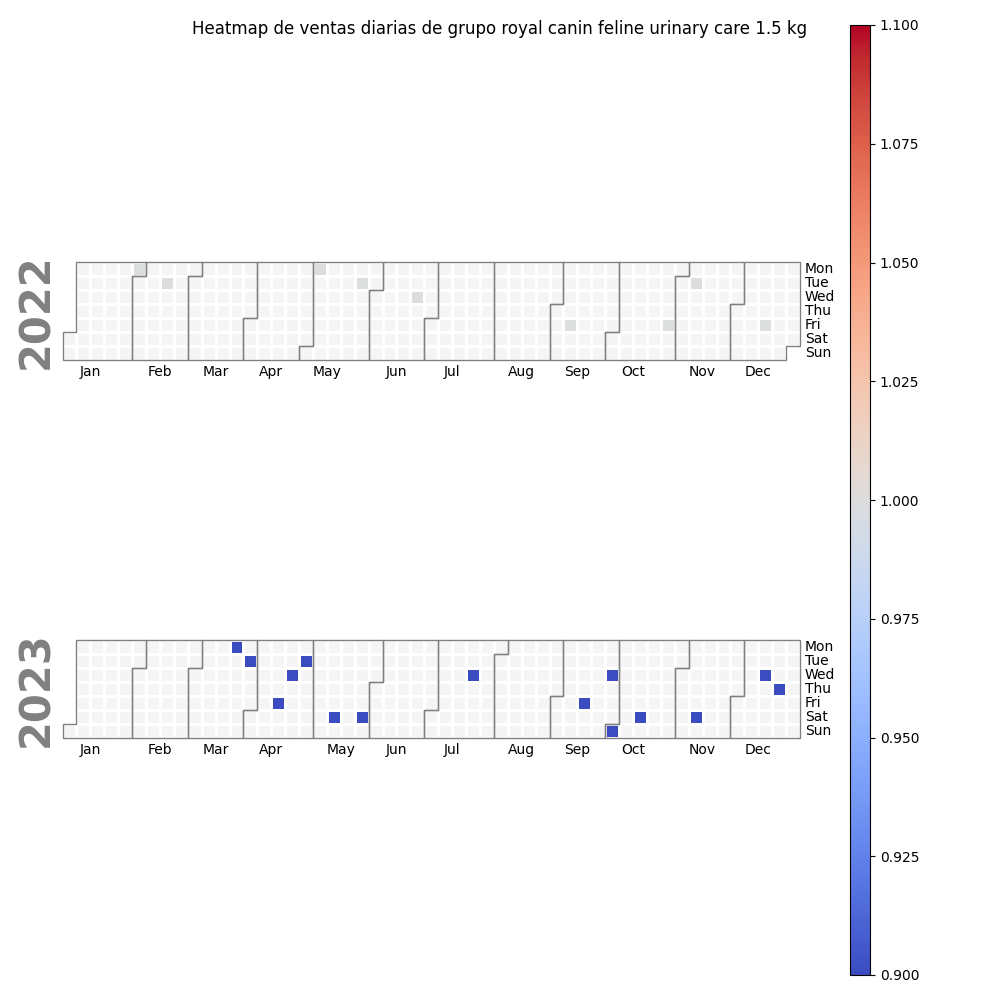 Heatmap de ventas diarias de grupo royal canin feline urinary care 1.5 kg
2022
Mon
Tue
Wed
Thu
Fri
Sat
Sun
Jan Feb Mar Apr May Jun Jul Aug Sep Oct Nov Dec
2023
Mon
Tue
Wed
Thu
Fri
Sat
Sun
Jan Feb Mar Apr May Jun Jul Aug Sep Oct Nov Dec
1.100
1.075
1.050
1.025
1.000
0.975
0.950
0.925
0.900